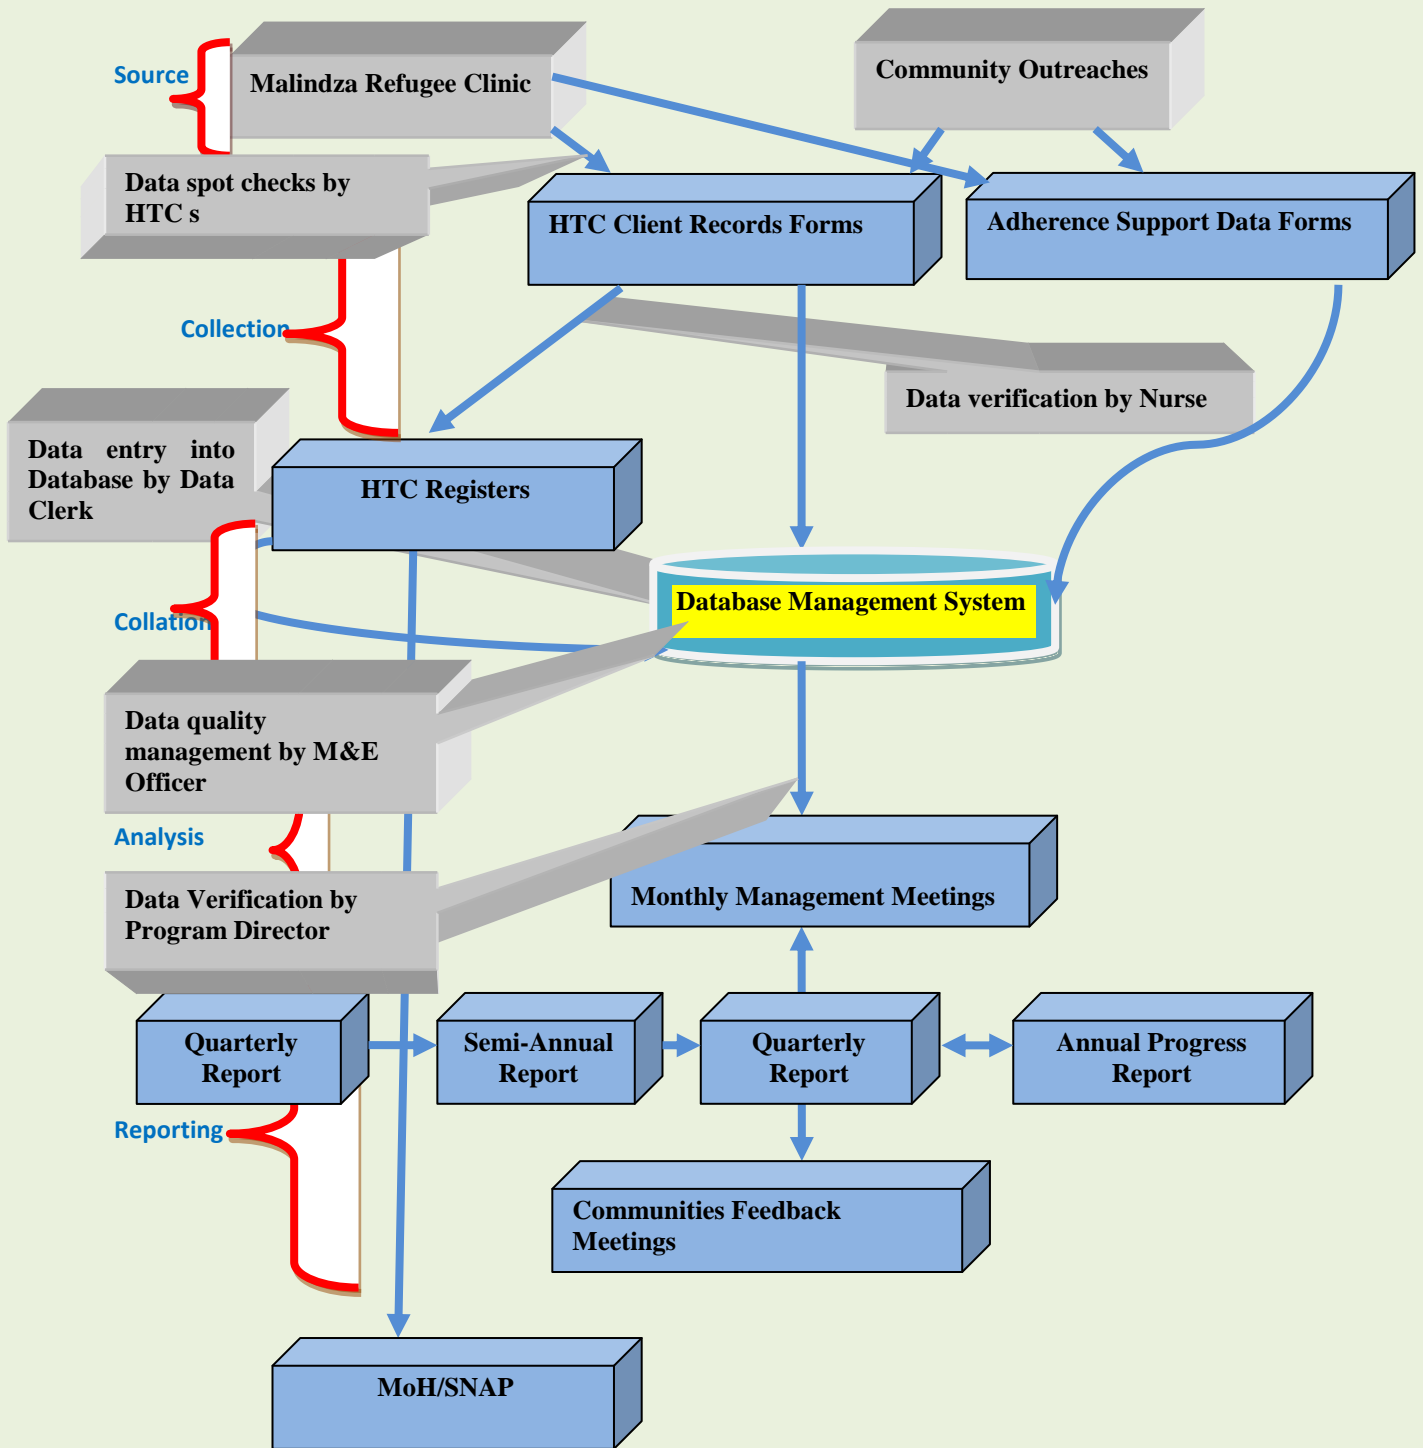 Source
Malindza Refugee Clinic
Community Outreaches
Data spot checks by
HTC s
HTC Client Records Forms
Adherence Support Data Forms
Collection
Data verification by Nurse
Data entry into
Database by Data
Clerk
HTC Registers
Database Management System
Collation
Data quality
management by M&E
Officer
Analysis
Data Verification by
Program Director
Monthly Management Meetings
Quarterly
Report
Semi-Annual
Report
Quarterly
Report
Annual Progress
Report
Reporting
Communities Feedback
Meetings
MoH/SNAP